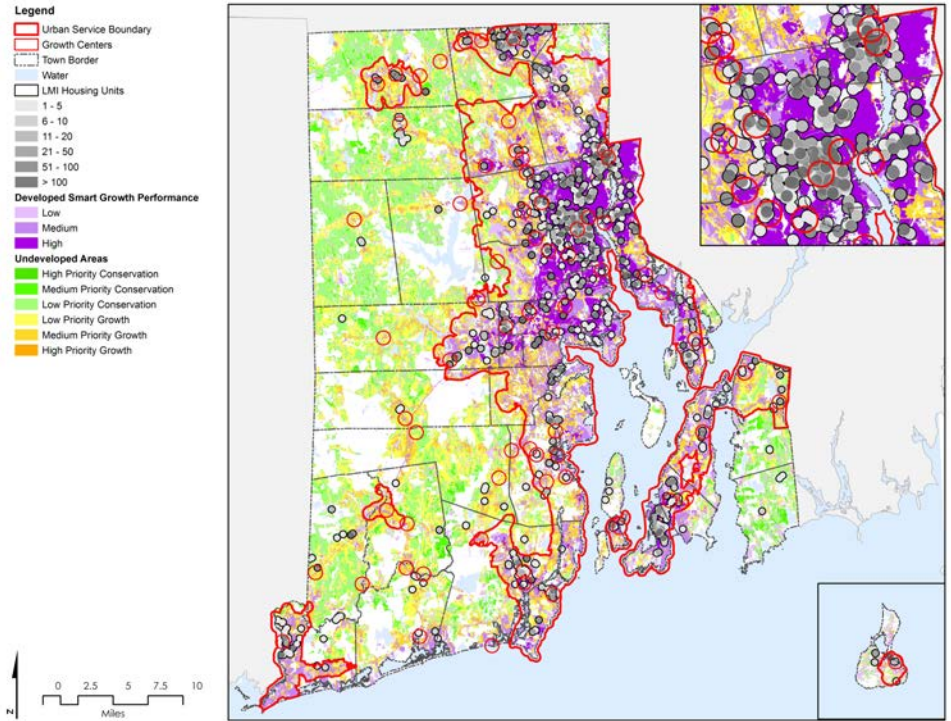 Legend
Urban Service Boundary
Growth Centers
Town Border
Water
LMI Housing Units
1 - 5
6 - 10
11 - 20
21 - 50
51 - 100
> 100
Developed Smart Growth Performance
Low
Medium
High
Undeveloped Areas
High Priority Conservation
Medium Priority Conservation
Low Priority Conservation
Low Priority Growth
Medium Priority Growth
High Priority Growth
N
0 2.5 5 7.5 10
Miles